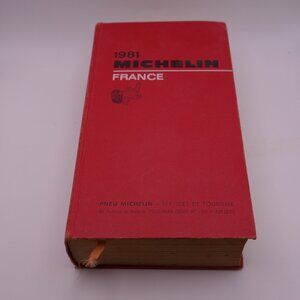 1981
MICHELIN
FRANCE
PNEU MICHELIN - SERVICES DE TOURISME